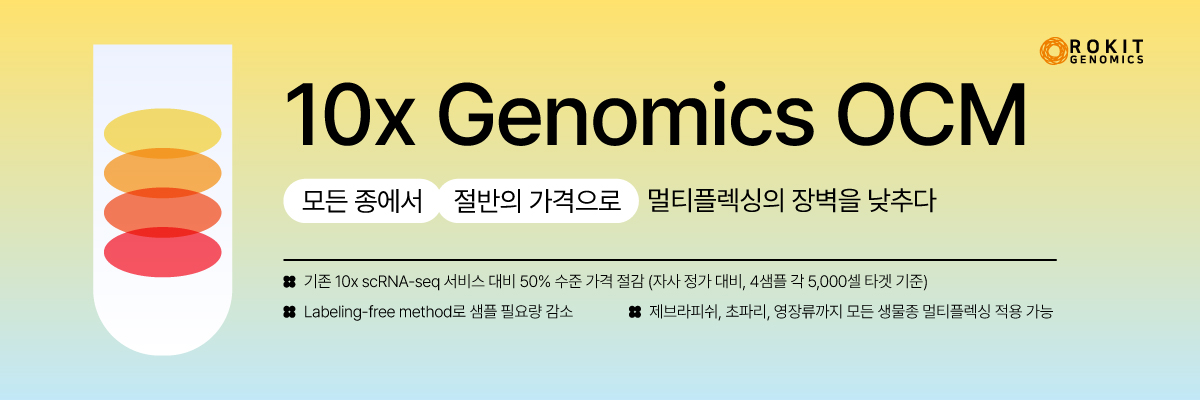 ROKIT
GENOMICS
10x Genomics OCM
모든 종에서 절반의 가격으로 멀티플렉싱의 장벽을 낮추다
기존 10x scRNA-seq 서비스 대비 50% 수준 가격 절감 (자사 정가 대비, 4샘플 각 5,000셀 타겟 기준)
Labeling-free method로 샘플 필요량 감소
제브라피쉬, 초파리, 영장류까지 모든 생물종 멀티플렉싱 적용 가능